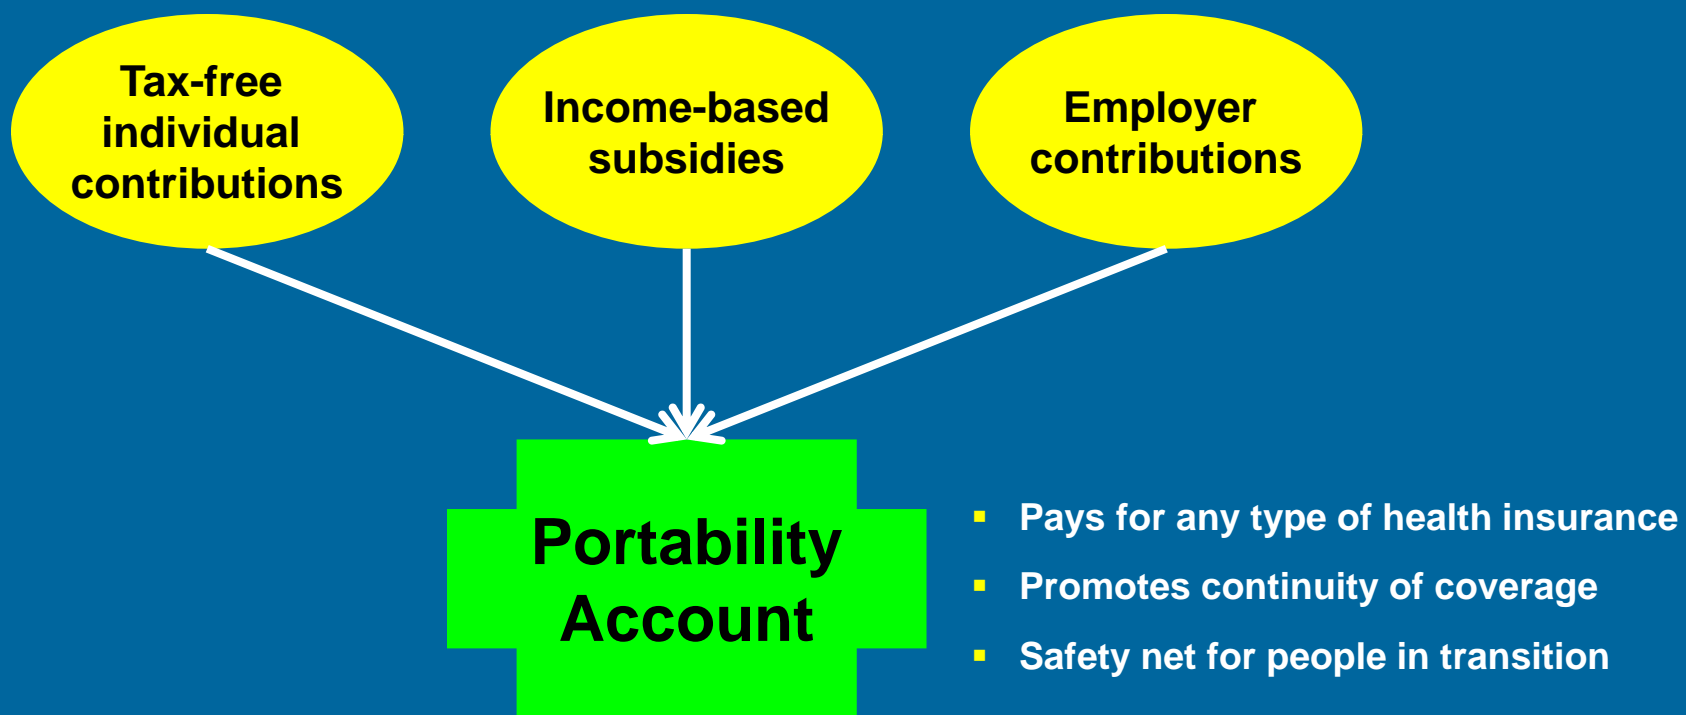 Tax-free
individual
contributions
Income-based
subsidies
Employer
contributions
Portability
Account
▪ Pays for any type of health insurance
▪ Promotes continuity of coverage
▪ Safety net for people in transition